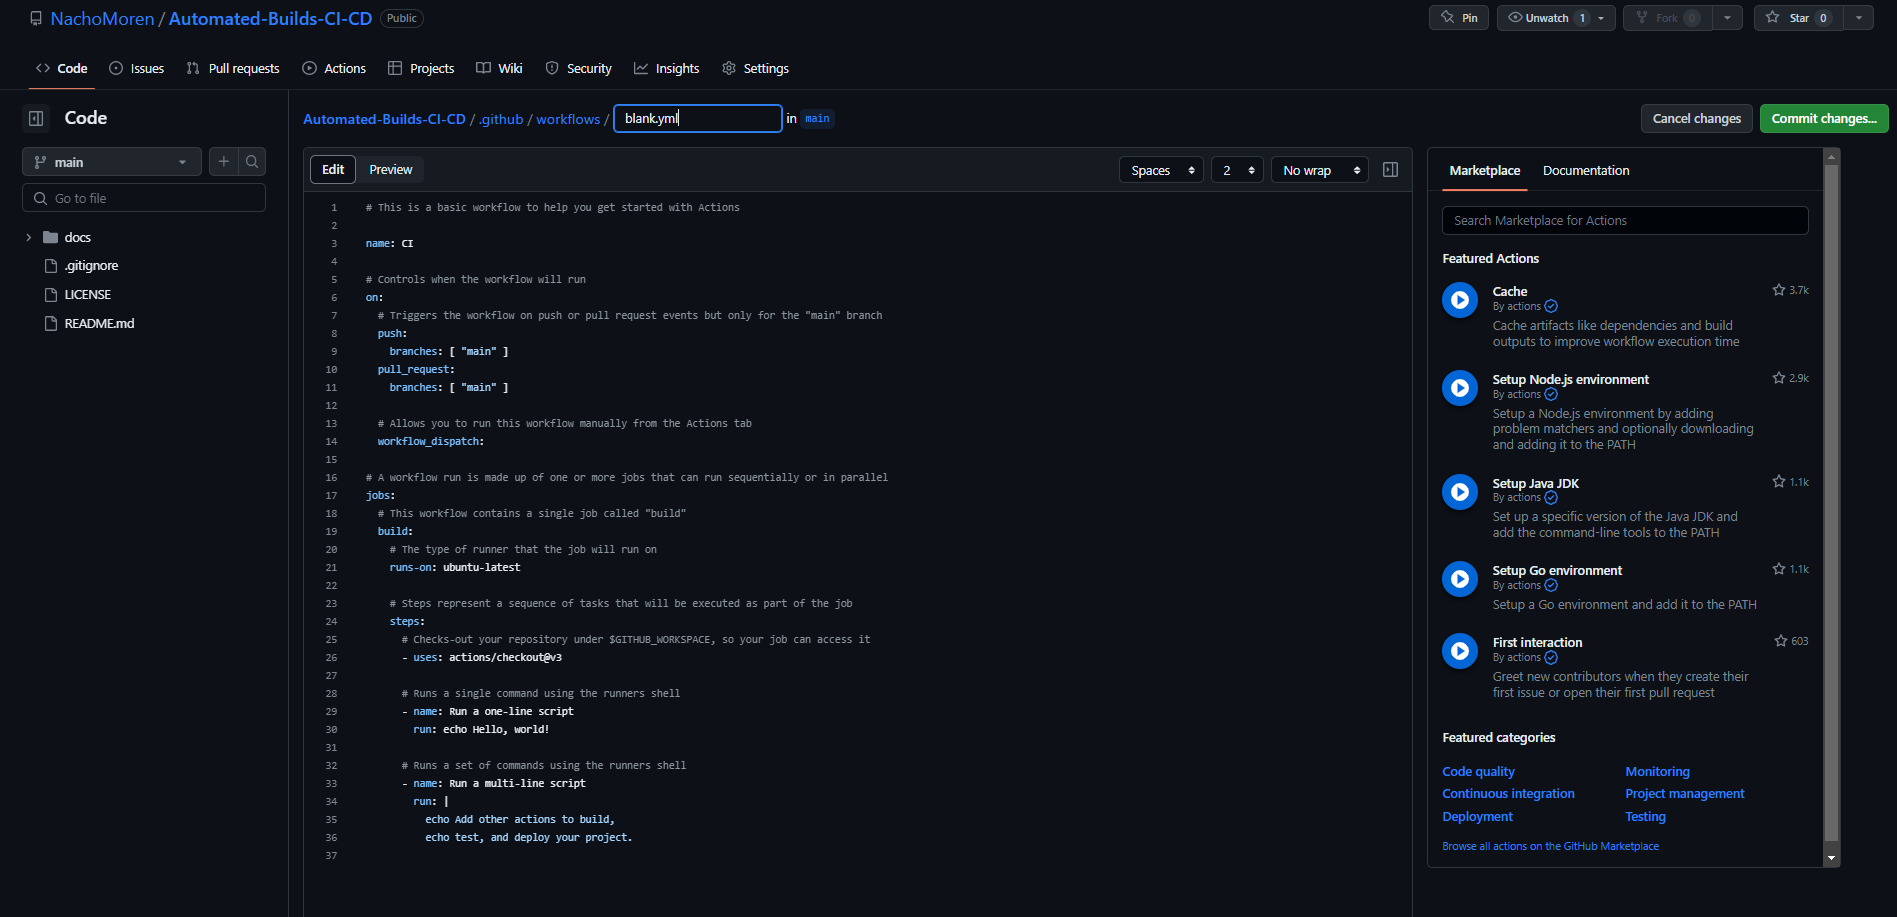 NachoMoren / Automated-Builds-CI-CD Public
Pin
Unwatch 1
Fork 0
Star 0
Code
Issues
Pull requests
Actions
Projects
Wiki
Security
Insights
Settings
Code
main
Go to file
docs
.gitignore
LICENSE
README.md
Automated-Builds-CI-CD / .github / workflows / blank.yml in main
Cancel changes
Commit changes...
Edit
Preview
Spaces
2
No wrap
1 # This is a basic workflow to help you get started with Actions
2
3 name: CI
4
5 # Controls when the workflow will run
6 on:
7 # Triggers the workflow on push or pull request events but only for the "main" branch
8 push:
9 branches: [ "main" ]
10 pull_request:
11 branches: [ "main" ]
12
13 # Allows you to run this workflow manually from the Actions tab
14 workflow_dispatch:
15
16 # A workflow run is made up of one or more jobs that can run sequentially or in parallel
17 jobs:
18 # This workflow contains a single job called "build"
19 build:
20 # The type of runner that the job will run on
21 runs-on: ubuntu-latest
22
23 # Steps represent a sequence of tasks that will be executed as part of the job
24 steps:
25 # Checks-out your repository under $GITHUB_WORKSPACE, so your job can access it
26 - uses: actions/checkout@v3
27
28 # Runs a single command using the runners shell
29 - name: Run a one-line script
30 run: echo Hello, world!
31
32 # Runs a set of commands using the runners shell
33 - name: Run a multi-line script
34 run: |
35 echo Add other actions to build,
36 echo test, and deploy your project.
37
Marketplace
Documentation
Search Marketplace for Actions
Featured Actions
Cache 3.7k
By actions
Cache artifacts like dependencies and build
outputs to improve workflow execution time
Setup Node.js environment 2.9k
By actions
Setup a Node.js environment by adding
problem matchers and optionally downloading
and adding it to the PATH
Setup Java JDK 1.1k
By actions
Set up a specific version of the Java JDK and
add the command-line tools to the PATH
Setup Go environment 1.1k
By actions
Setup a Go environment and add it to the PATH
First interaction 603
By actions
Greet new contributors when they create their
first issue or open their first pull request
Featured categories
Code quality
Monitoring
Continuous integration
Project management
Deployment
Testing
Browse all actions on the GitHub Marketplace